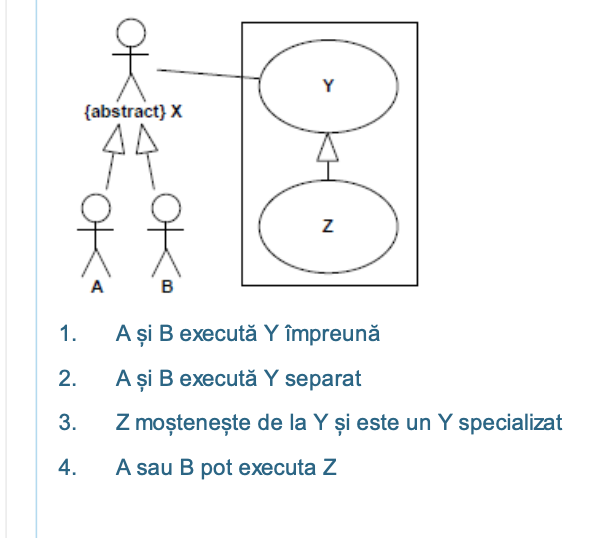 Y
{abstract} X
Z
A B
1. A și B execută Y împreună
2. A și B execută Y separat
3. Z moștenește de la Y și este un Y specializat
4. A sau B pot executa Z